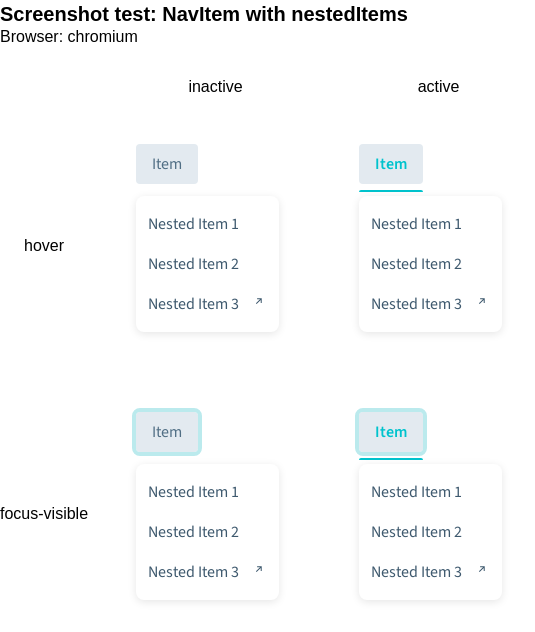 Screenshot test: NavItem with nestedItems
Browser: chromium
inactive active
hover
Item Item
Nested Item 1 Nested Item 1
Nested Item 2 Nested Item 2
Nested Item 3 Nested Item 3
focus-visible
Item Item
Nested Item 1 Nested Item 1
Nested Item 2 Nested Item 2
Nested Item 3 Nested Item 3